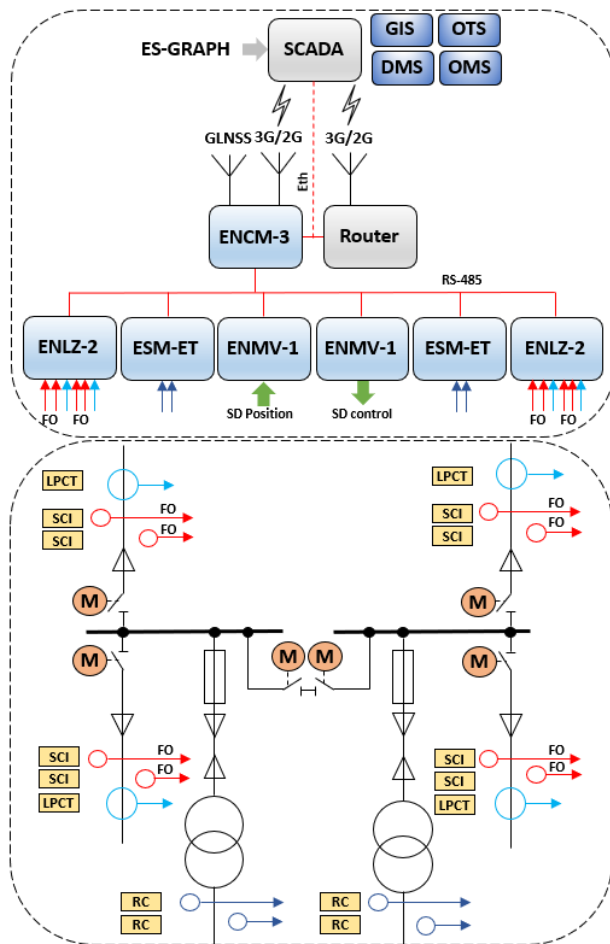 ES-GRAPH
SCADA
GIS
OTS
DMS
OMS
GLNSS
3G/2G
3G/2G
Eth
ENCM-3
Router
RS-485
ENLZ-2
ESM-ET
ENMV-1
ENMV-1
ESM-ET
ENLZ-2
FO
FO
SD Position
SD control
FO
FO
LPCT
LPCT
SCI
FO
SCI
FO
SCI
FO
SCI
FO
M
M
M
M
M
M
SCI
FO
SCI
FO
LPCT
SCI
FO
SCI
FO
LPCT
RC
RC
RC
RC